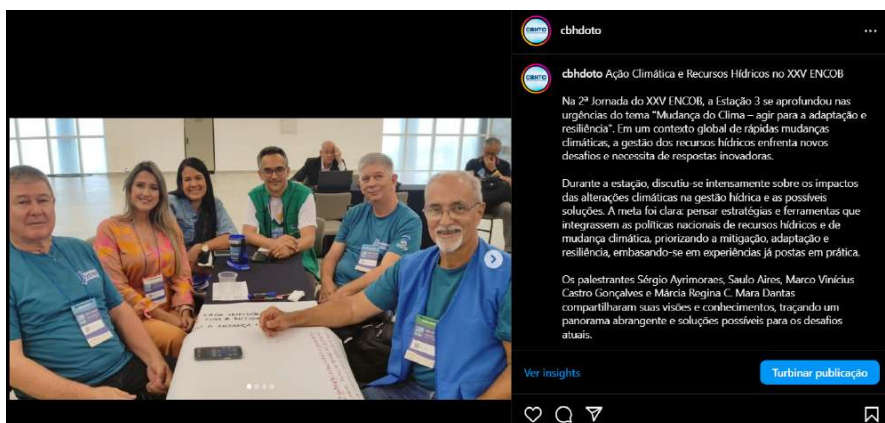 cbhdoto
cbhdoto Ação Climática e Recursos Hídricos no XXV ENCOB
Na 2ª Jornada do XXV ENCOB, a Estação 3 se aprofundou nas
urgências do tema "Mudança do Clima – agir para a adaptação e
resiliência". Em um contexto global de rápidas mudanças
climáticas, a gestão dos recursos hídricos enfrenta novos
desafios e necessita de respostas inovadoras.
Durante a estação, discutiu-se intensamente sobre os impactos
das alterações climáticas na gestão hídrica e as possíveis
soluções. A meta foi clara: pensar estratégias e ferramentas que
integrassem as políticas nacionais de recursos hídricos e de
mudança climática, priorizando a mitigação, adaptação e
resiliência, embasando-se em experiências já postas em prática.
Os palestrantes Sérgio Ayrimoraes, Saulo Aires, Marco Vinícius
Castro Gonçalves e Márcia Regina C. Mara Dantas
compartilharam suas visões e conhecimentos, traçando um
panorama abrangente e soluções possíveis para os desafios
atuais.
Ver insights
Turbinar publicação